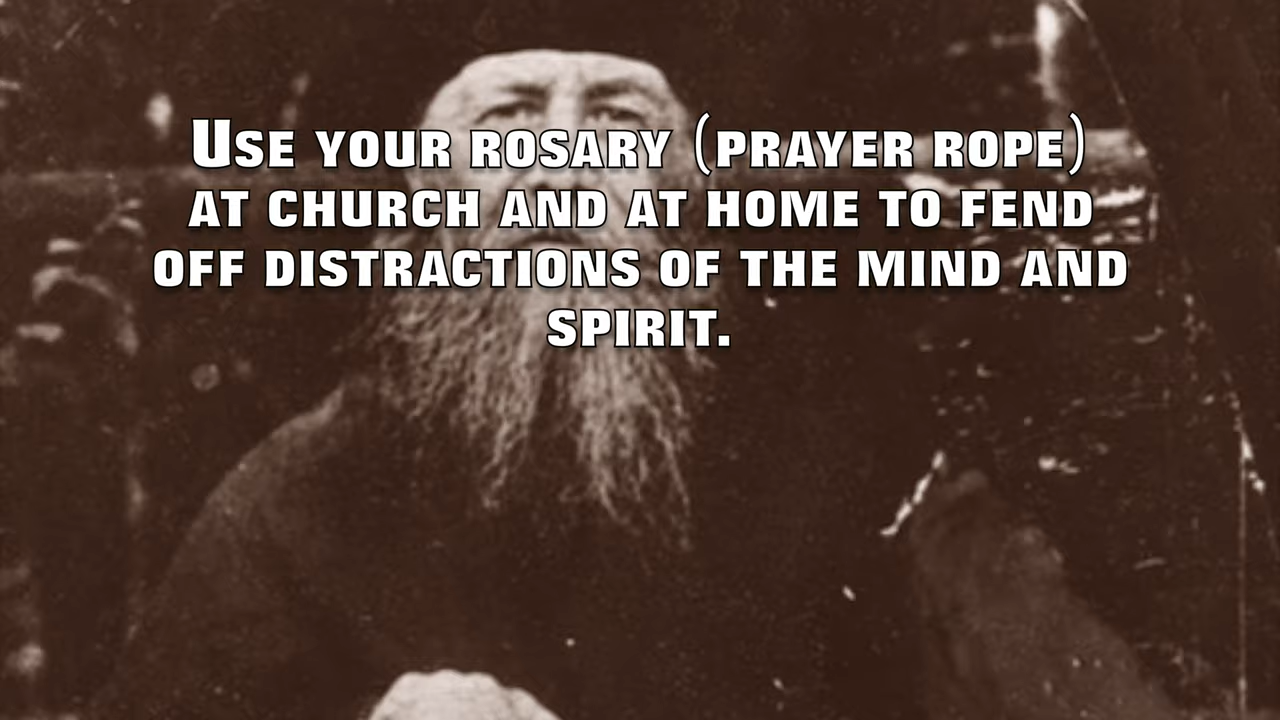 Use your rosary (prayer rope)
at church and at home to fend
off distractions of the mind and
spirit.